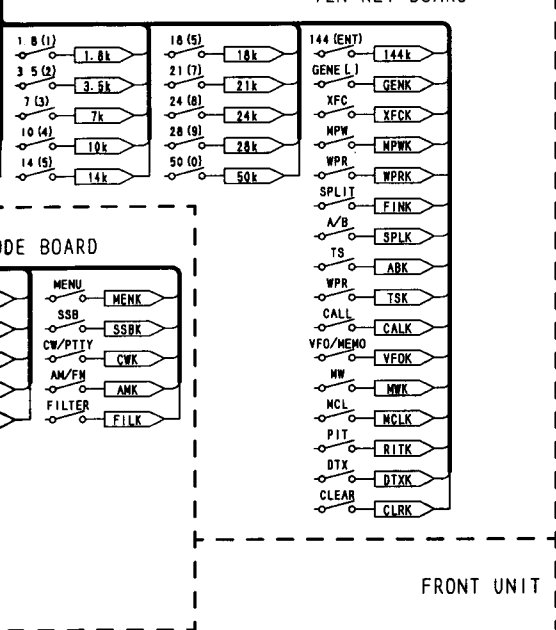 TEN KEY BOARD
1.8(1) 1.8k
3.5(2) 3.5k
7(3) 7k
10(4) 10k
14(5) 14k
18(5) 18k
21(7) 21k
24(8) 24k
28(9) 28k
50(0) 50k
144(ENT) 144k
GENE(.) GENK
XFC XFCK
MPW MPWK
WPR WPRK
SPLIT FINK
A/B SPLK
TS ABK
WPR TSK
CALL CALK
VFO/MEMO VFOK
MW MWK
MCL MCLK
PIT RITK
DTX DTXK
CLEAR CLRK
ODE BOARD
MENU MENK
SSB SSBK
CW/PTTY CWK
AM/FM AMK
FILTER FILK
FRONT UNIT